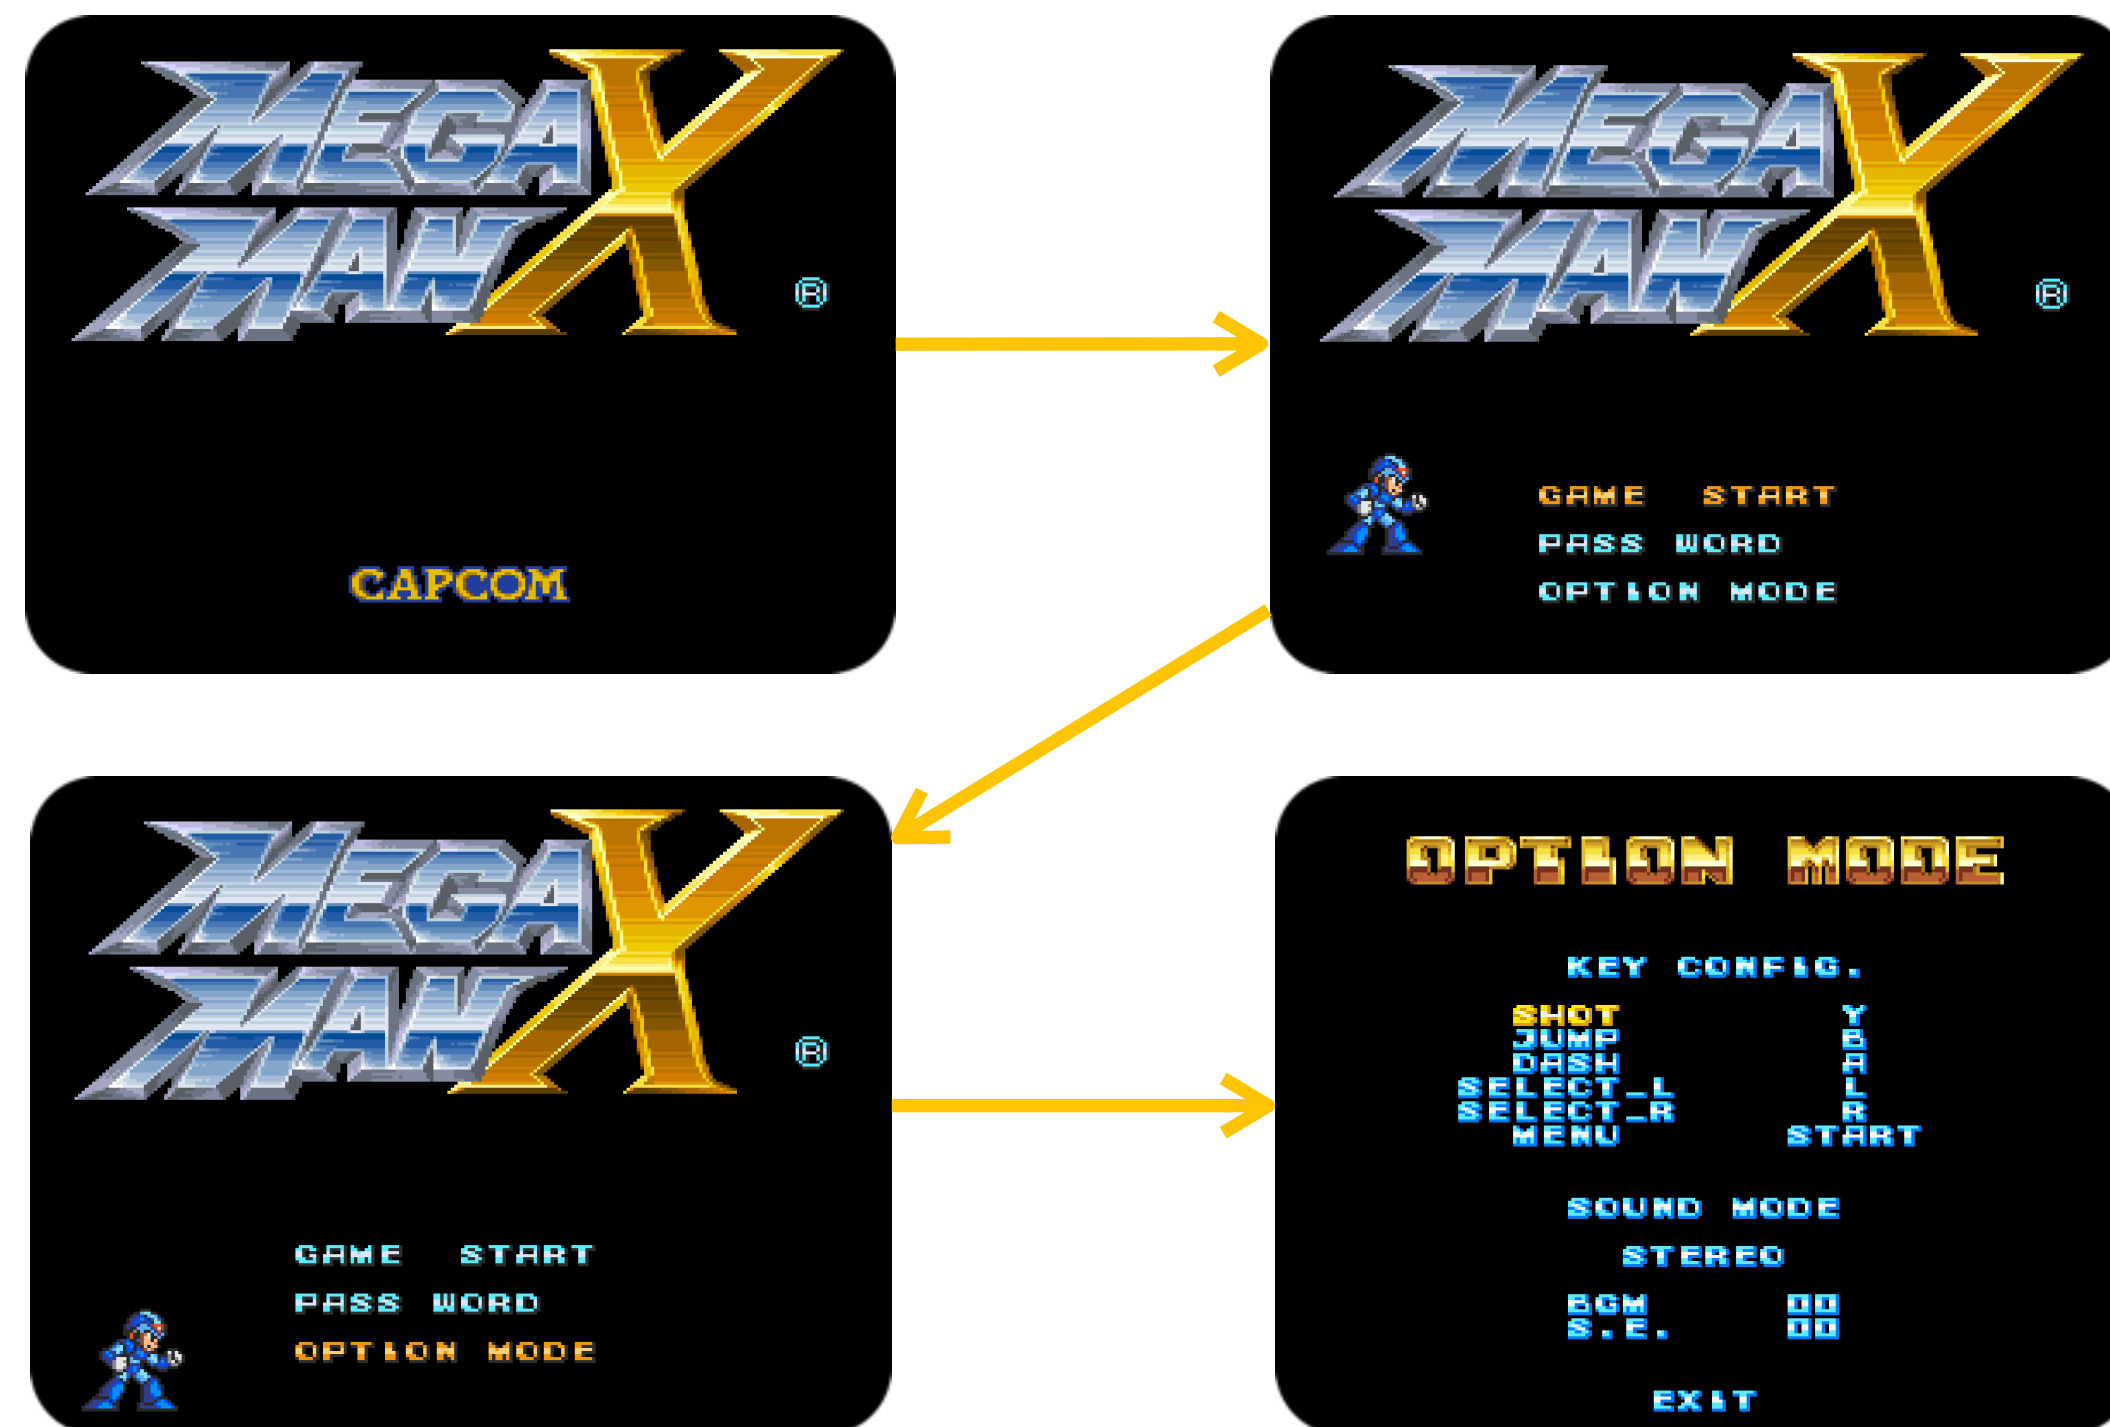 MEGA
MAN X
®
CAPCOM
MEGA
MAN X
®
GAME START
PASS WORD
OPTION MODE
MEGA
MAN X
®
GAME START
PASS WORD
OPTION MODE
OPTION MODE
KEY CONFIG.
SHOT Y
JUMP B
DASH A
SELECT_L L
SELECT_R R
MENU START
SOUND MODE
STEREO
BGM 00
S.E. 00
EXIT